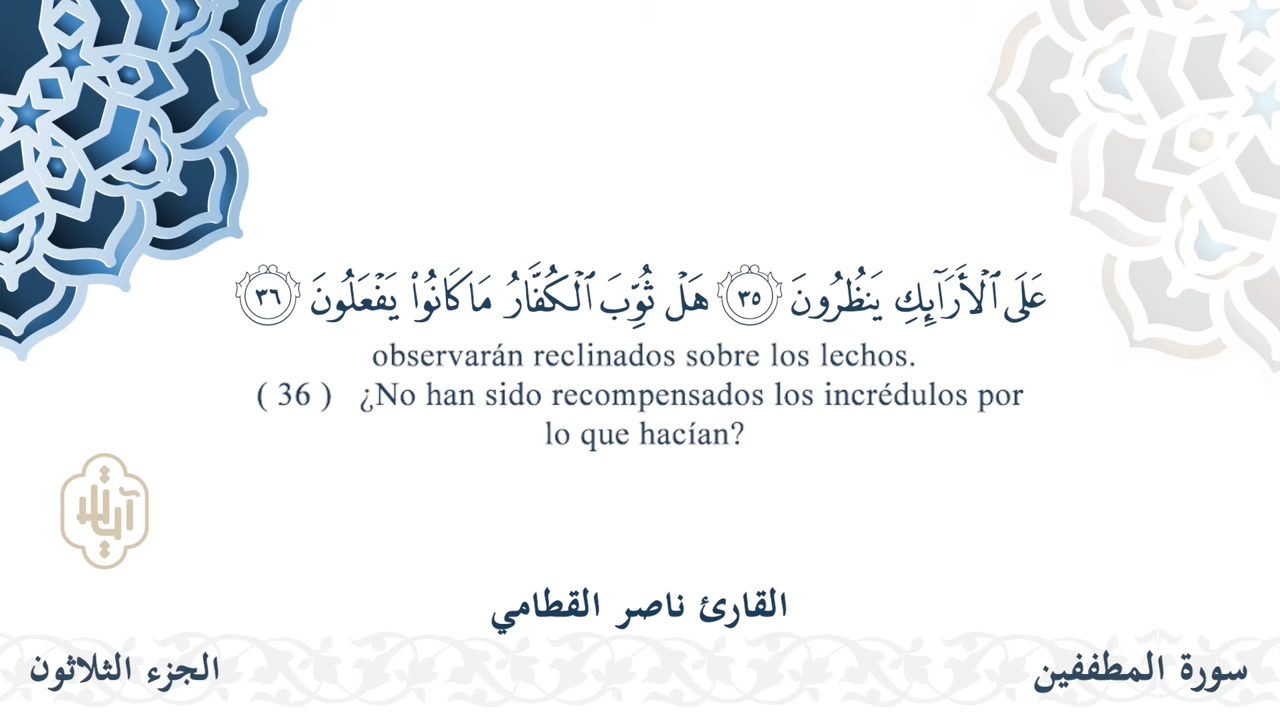 عَلَى ٱلْأَرَآئِكِ يَنظُرُونَ ٣٥ هَلْ ثُوِّبَ ٱلْكُفَّارُ مَا كَانُوا۟ يَفْعَلُونَ ٣٦
observarán reclinados sobre los lechos.
( 36 ) ¿No han sido recompensados los incrédulos por
lo que hacían?
القارئ ناصر القطامي
سورة المطففين
الجزء الثلاثون